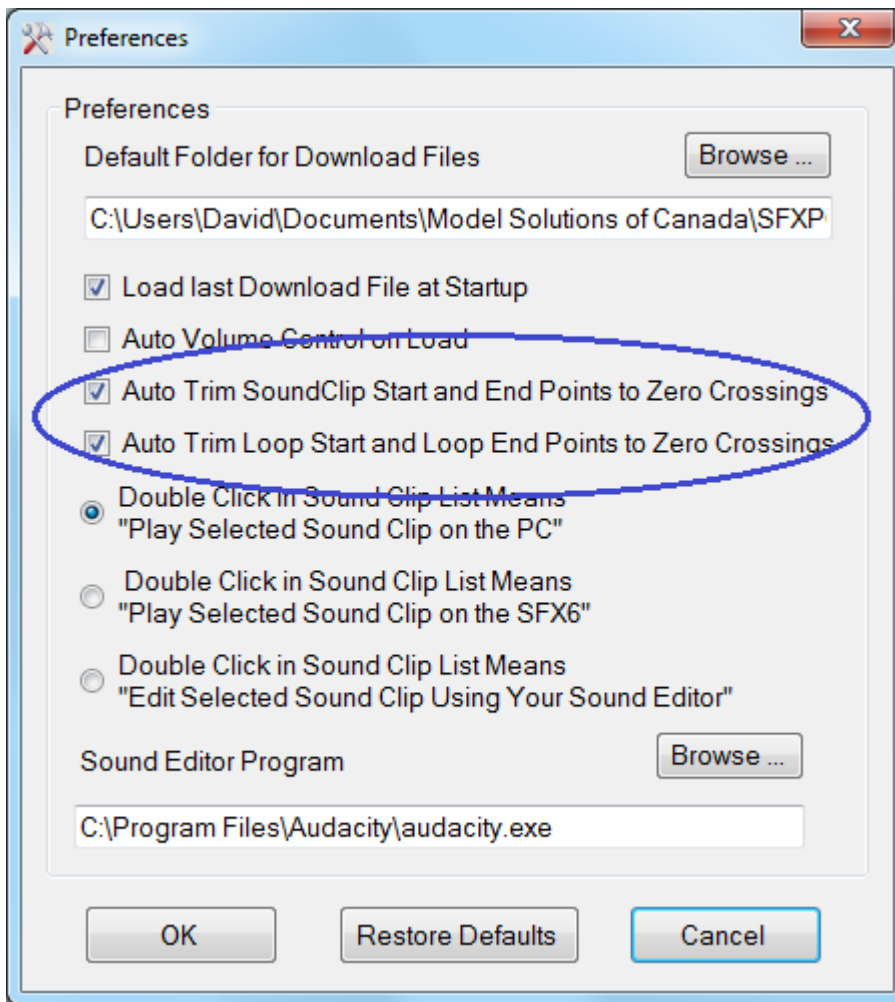 Preferences
Preferences
Default Folder for Download Files
Browse ...
C:\Users\David\Documents\Model Solutions of Canada\SFXP
Load last Download File at Startup
Auto Volume Control on Load
Auto Trim SoundClip Start and End Points to Zero Crossings
Auto Trim Loop Start and Loop End Points to Zero Crossings
Double Click in Sound Clip List Means
"Play Selected Sound Clip on the PC"
Double Click in Sound Clip List Means
"Play Selected Sound Clip on the SFX6"
Double Click in Sound Clip List Means
"Edit Selected Sound Clip Using Your Sound Editor"
Sound Editor Program
Browse ...
C:\Program Files\Audacity\audacity.exe
OK
Restore Defaults
Cancel